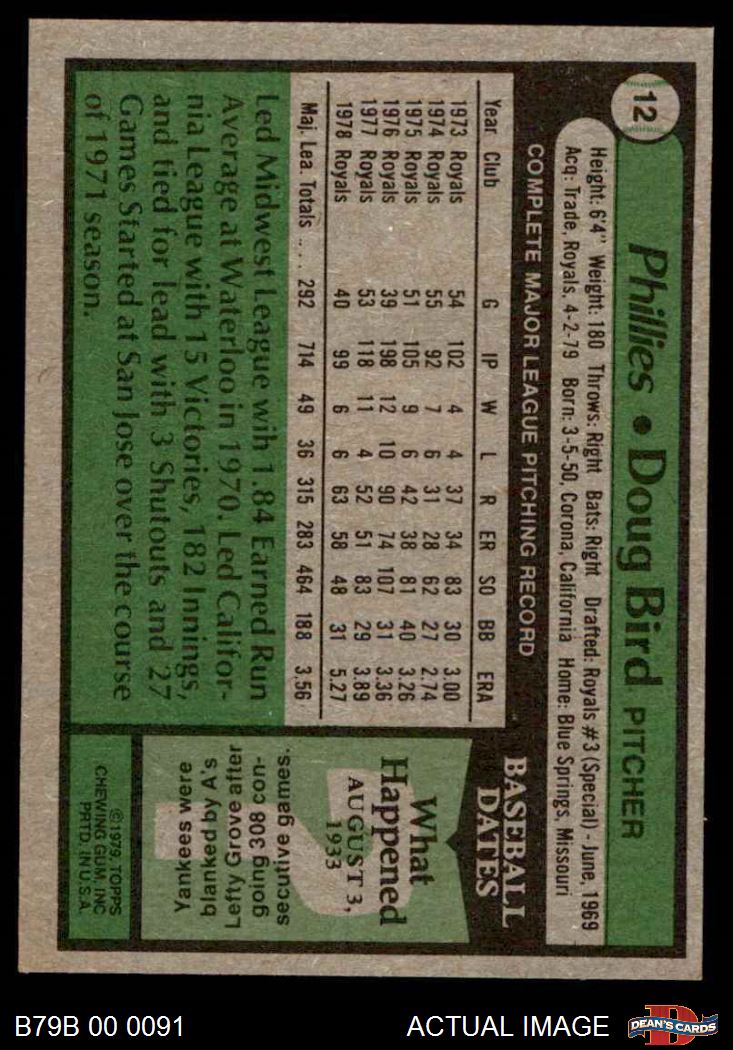 12
Phillies • Doug Bird PITCHER
Height: 6'4" Weight: 180 Throws: Right Bats: Right Drafted: Royals #3 (Special) - June, 1969
Acq: Trade, Royals, 4-2-79 Born: 3-5-50, Corona, California Home: Blue Springs, Missouri
COMPLETE MAJOR LEAGUE PITCHING RECORD
Year Club G IP W L R ER SO BB ERA
1973 Royals 54 102 4 4 37 34 83 30 3.00
1974 Royals 55 92 7 6 31 28 62 27 2.74
1975 Royals 51 105 9 6 42 38 81 40 3.26
1976 Royals 39 198 12 10 90 74 107 31 3.36
1977 Royals 53 118 11 4 52 51 83 29 3.89
1978 Royals 40 99 6 6 63 58 48 31 5.27
Maj. Lea. Totals .... 292 714 49 36 315 283 464 188 3.56
Led Midwest League wih 1.84 Earned Run
Average at Waterloo in 1970. Led Califor-
nia League with 15 Victories, 182 Innings,
and tied for lead with 3 Shutouts and 27
Games Started at San Jose over the course
of 1971 season.
BASEBALL
DATES
What
Happened
AUGUST 3,
1933
Yankees were
blanked by A's
Lefty Grove after
going 308 con-
secutive games.
©1979, TOPPS
CHEWING GUM, INC
PRTD. IN U.S.A.
B79B 00 0091
ACTUAL IMAGE
D
DEAN'S CARDS